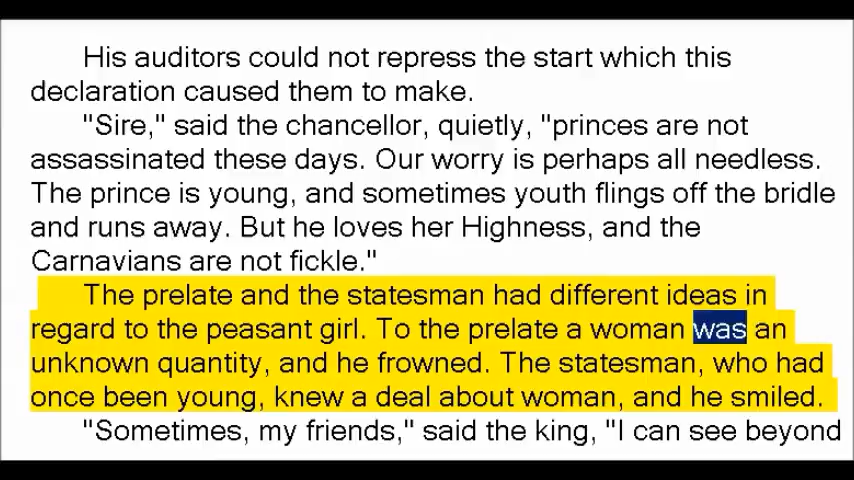 His auditors could not repress the start which this
declaration caused them to make.
"Sire," said the chancellor, quietly, "princes are not
assassinated these days. Our worry is perhaps all needless.
The prince is young, and sometimes youth flings off the bridle
and runs away. But he loves her Highness, and the
Carnavians are not fickle."
The prelate and the statesman had different ideas in
regard to the peasant girl. To the prelate a woman was an
unknown quantity, and he frowned. The statesman, who had
once been young, knew a deal about woman, and he smiled.
"Sometimes, my friends," said the king, "I can see beyond